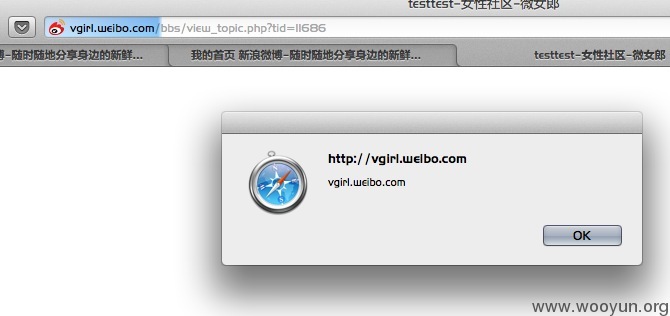 testtest-女性社区-微女郎
vgirl.weibo.com/bbs/view_topic.php?tid=11686
博-随时随地分享身边的新鲜...
我的首页 新浪微博-随时随地分享身边的新鲜...
testtest-女性社区-微女郎
http://vgirl.weibo.com
vgirl.weibo.com
OK
www.wooyun.org